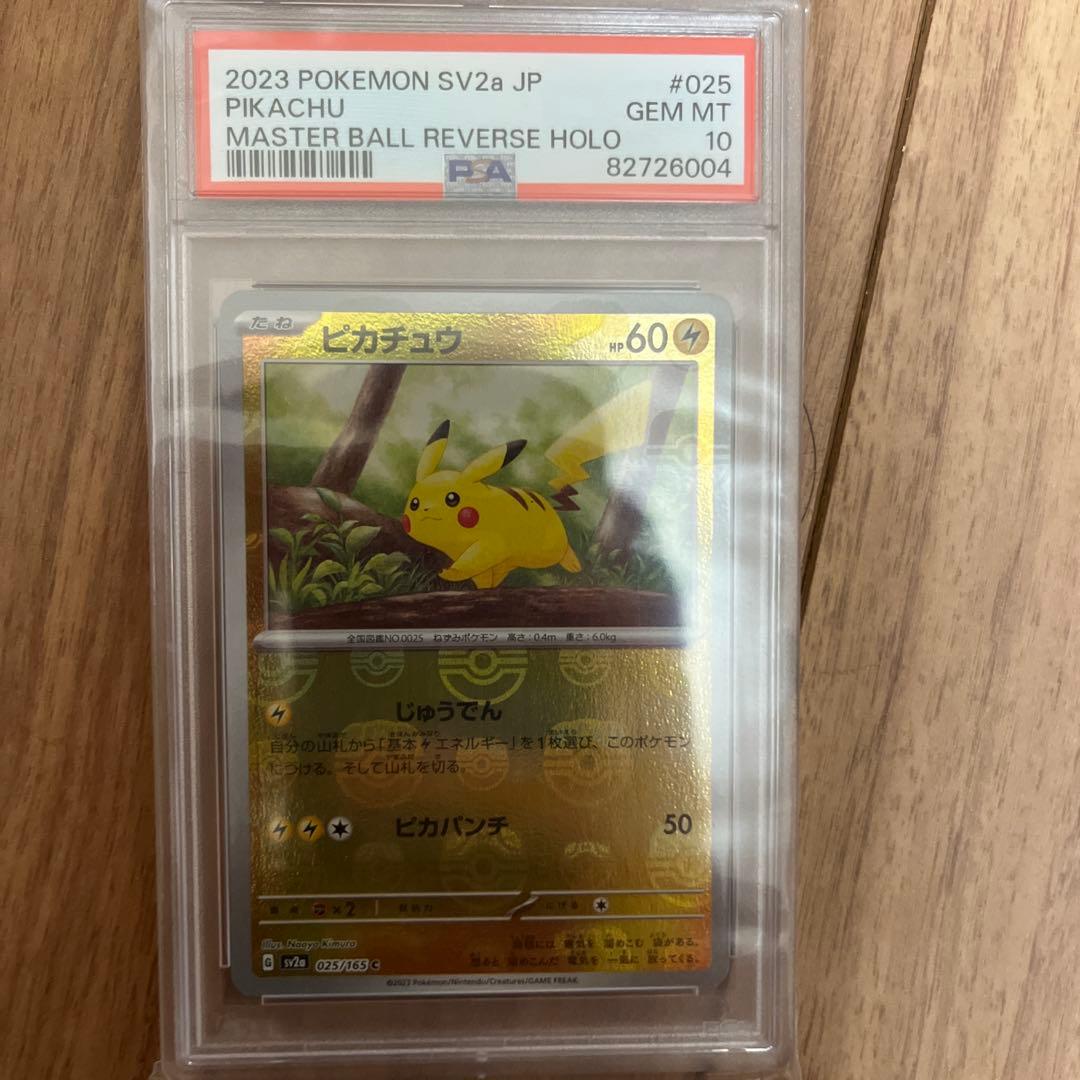 2023 POKEMON SV2a JP #025
PIKACHU GEM MT
MASTER BALL REVERSE HOLO 10
PSA 82726004
たね ピカチュウ HP60
全国図鑑NO.0025 ねずみポケモン 高さ:0.4m 重さ:6.0kg
じゅうでん
自分の山札から「基本エネルギー」を1枚選び、このポケモン
につける。そして山札を切る。
ピカパンチ 50
×2 にげる
Illus. Naoyo Kimura
G sv2a 025/165 C
©2023 Pokémon/Nintendo/Creatures/GAME FREAK